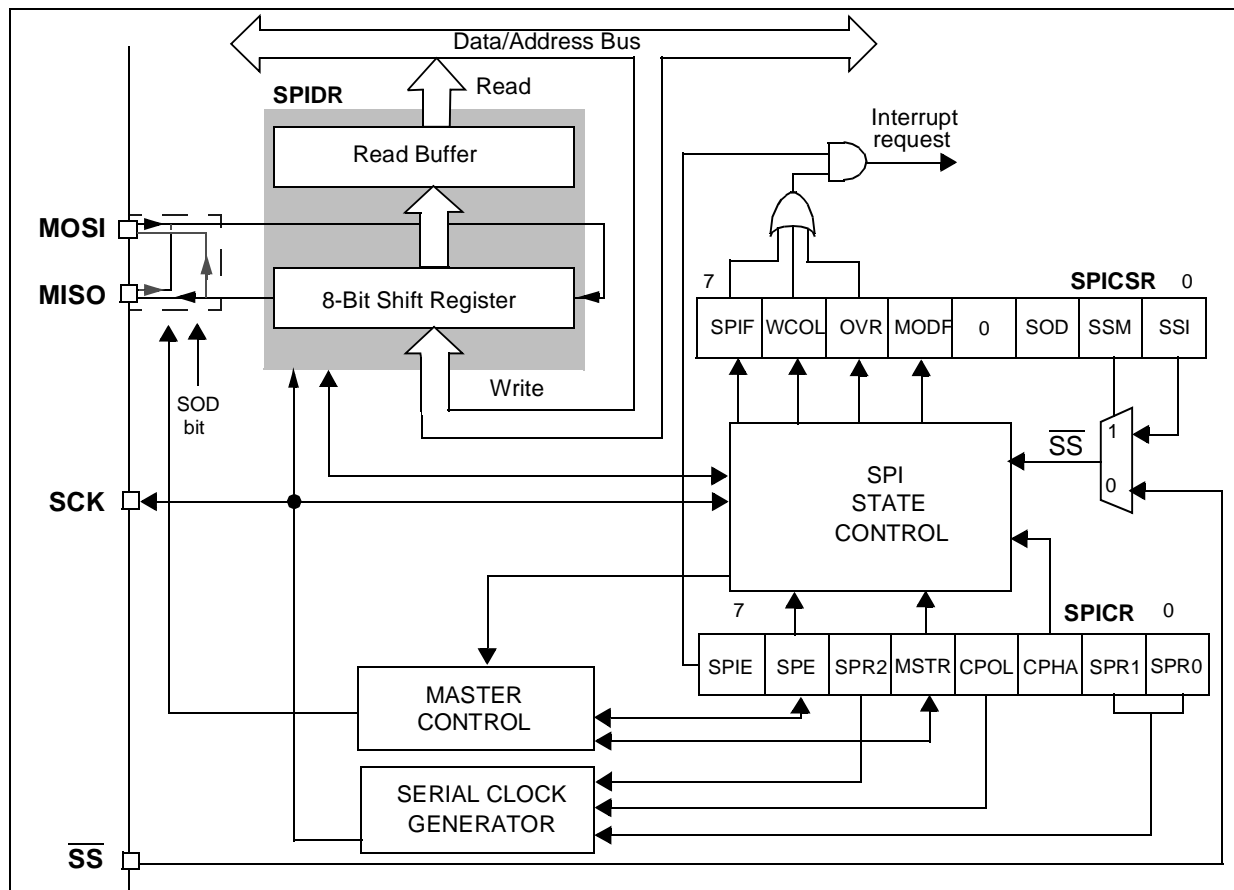 Data/Address Bus
SPIDR
Read
Read Buffer
Interrupt
request
MOSI
MISO
8-Bit Shift Register
7
SPICSR
0
SPIF
WCOL
OVR
MODF
0
SOD
SSM
SSI
Write
SOD
bit
1
SS
0
SCK
SPI
STATE
CONTROL
7
SPICR
0
SPIE
SPE
SPR2
MSTR
CPOL
CPHA
SPR1
SPR0
MASTER
CONTROL
SERIAL CLOCK
GENERATOR
SS